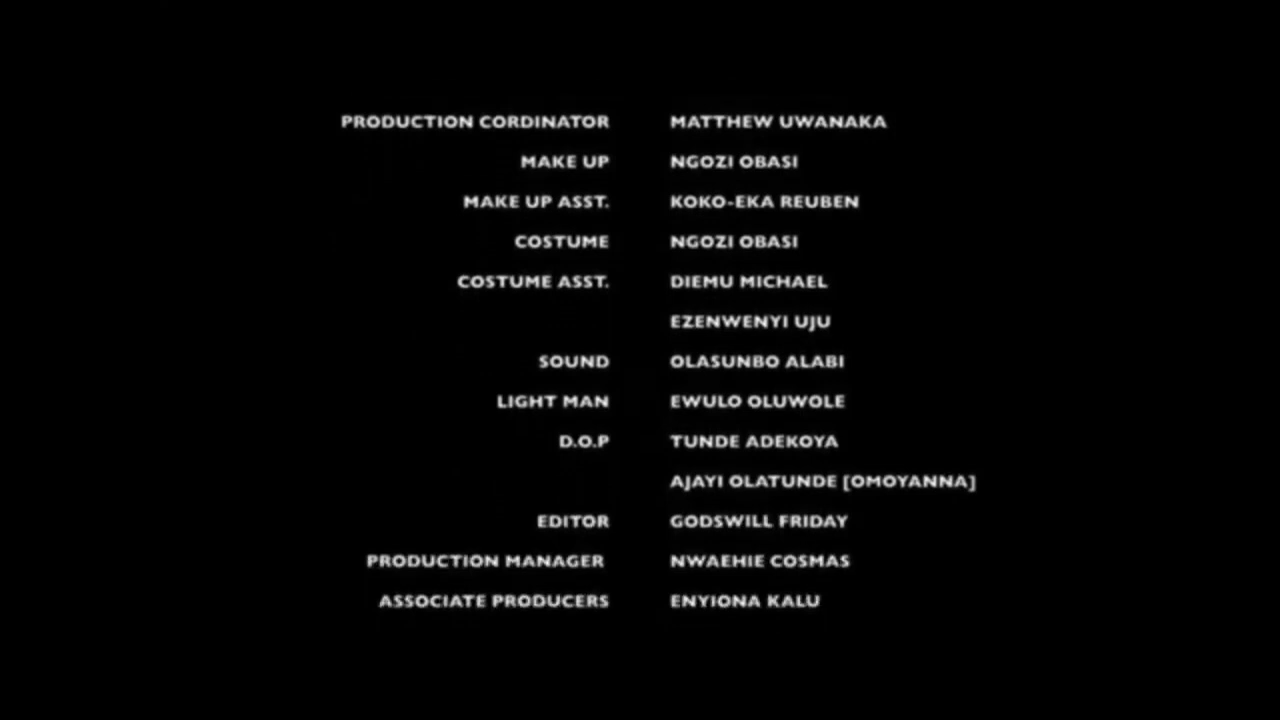 PRODUCTION CORDINATOR MATTHEW UWANAKA
MAKE UP NGOZI OBASI
MAKE UP ASST. KOKO-EKA REUBEN
COSTUME NGOZI OBASI
COSTUME ASST. DIEMU MICHAEL
EZENWENYI UJU
SOUND OLASUNBO ALABI
LIGHT MAN EWULO OLUWOLE
D.O.P TUNDE ADEKOYA
AJAYI OLATUNDE [OMOYANNA]
EDITOR GODSWILL FRIDAY
PRODUCTION MANAGER NWAEHIE COSMAS
ASSOCIATE PRODUCERS ENYIONA KALU